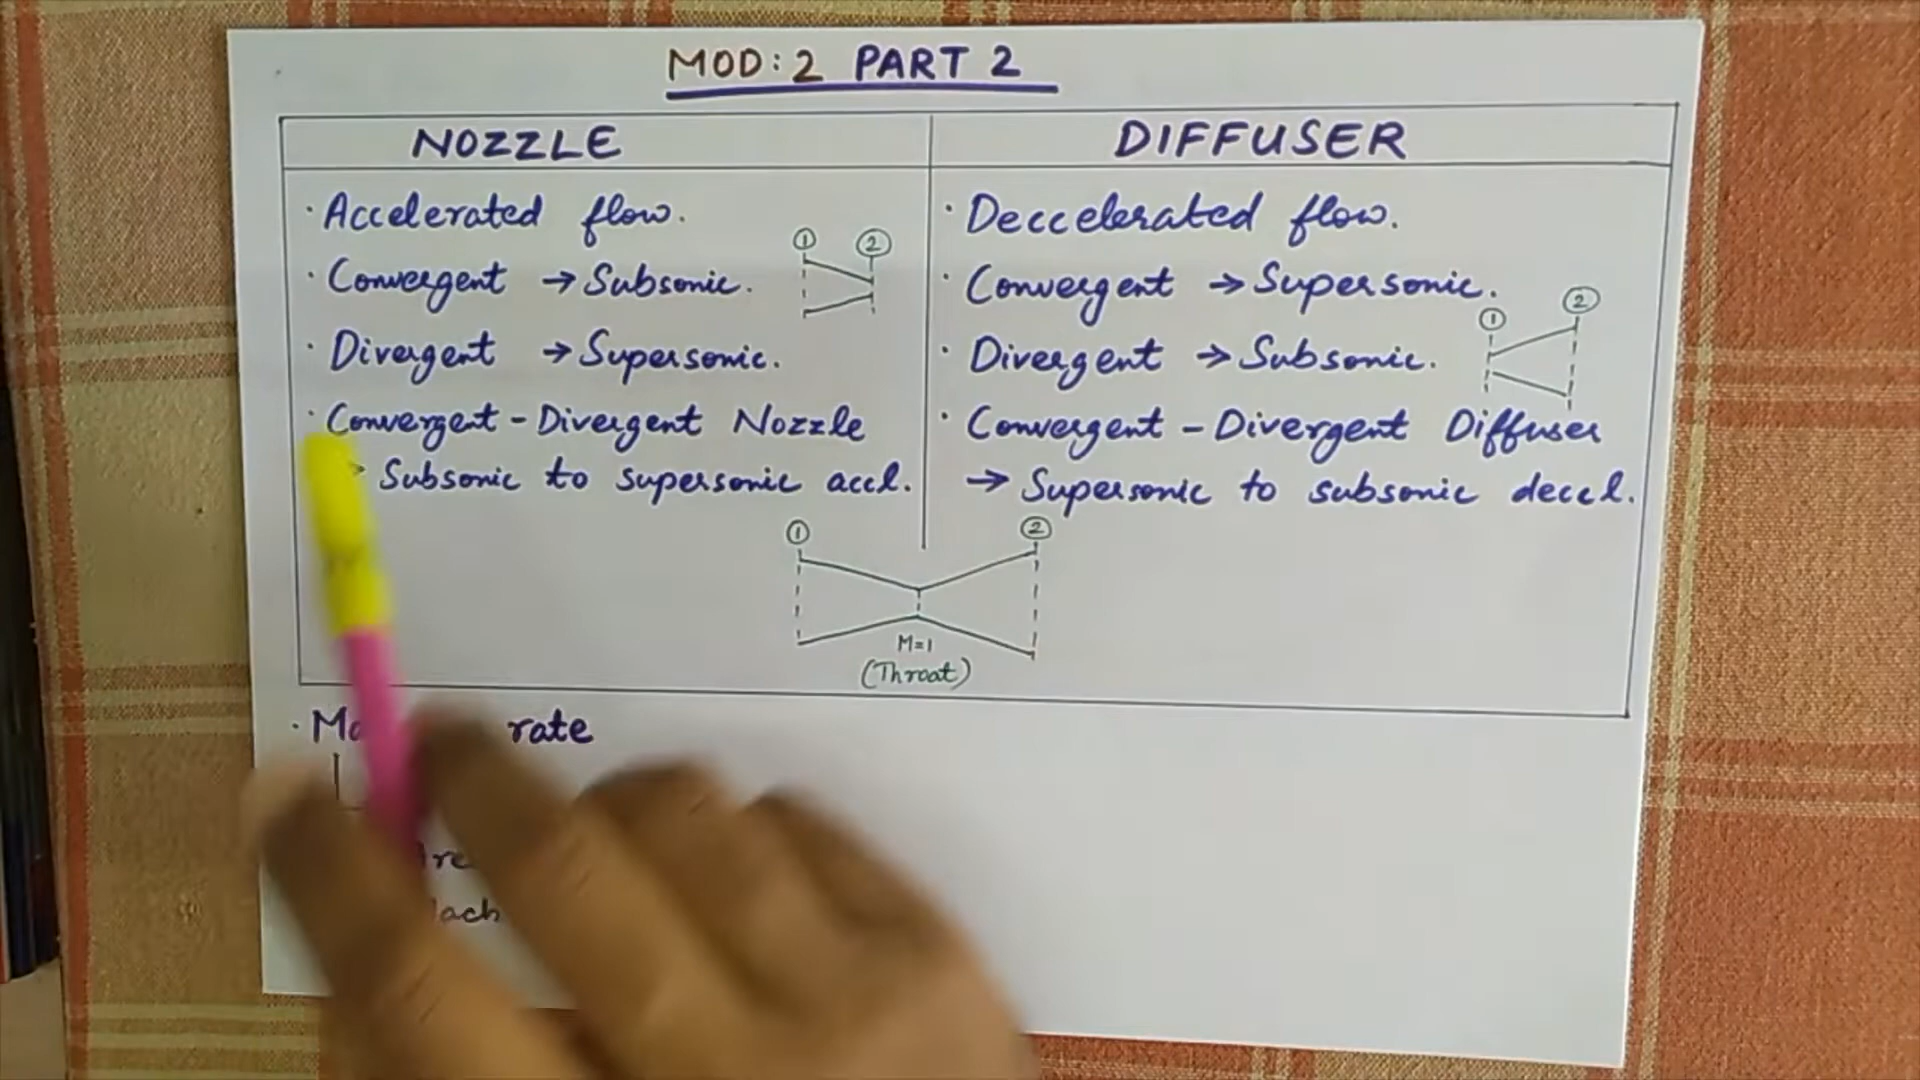 MOD: 2 PART 2
NOZZLE
· Accelerated flow.
· Convergent → Subsonic.
· Divergent → Supersonic.
· Convergent - Divergent Nozzle
> Subsonic to supersonic accl.
① ②
DIFFUSER
· Deccelerated flow.
· Convergent → Supersonic.
· Divergent → Subsonic.
· Convergent - Divergent Diffuser
→ Supersonic to subsonic decel.
① ②
① ②
M=1
(Throat)
· rate